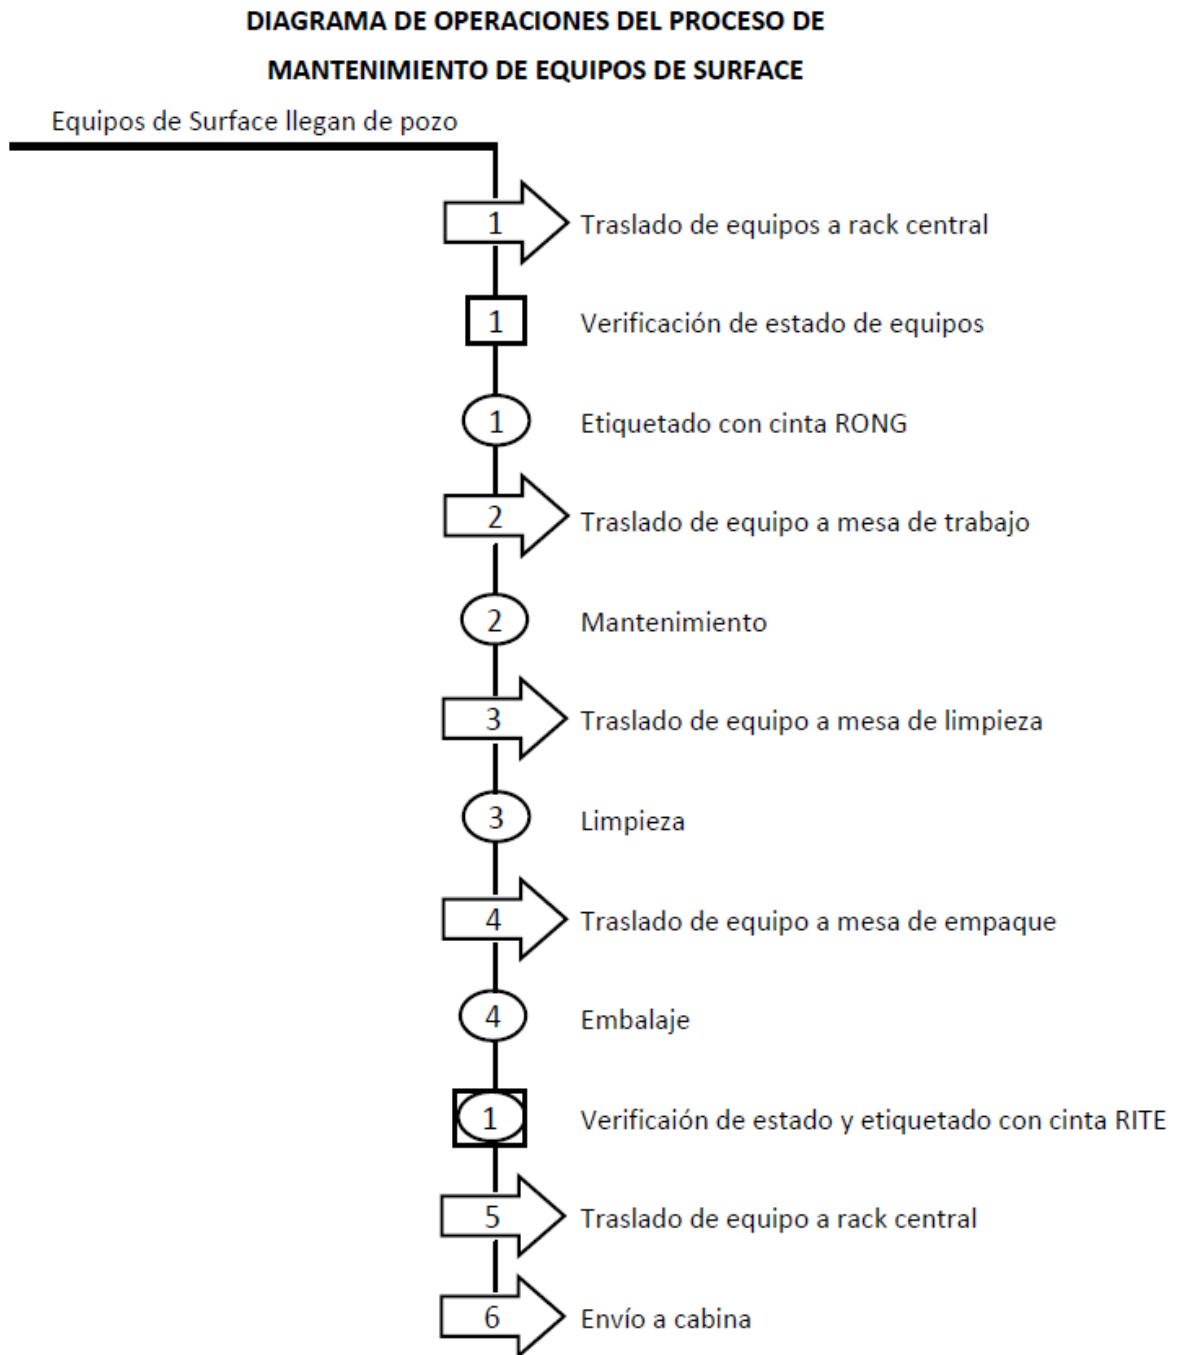 DIAGRAMA DE OPERACIONES DEL PROCESO DE
MANTENIMIENTO DE EQUIPOS DE SURFACE
Equipos de Surface llegan de pozo
1 Traslado de equipos a rack central
1 Verificación de estado de equipos
1 Etiquetado con cinta RONG
2 Traslado de equipo a mesa de trabajo
2 Mantenimiento
3 Traslado de equipo a mesa de limpieza
3 Limpieza
4 Traslado de equipo a mesa de empaque
4 Embalaje
1 Verificaión de estado y etiquetado con cinta RITE
5 Traslado de equipo a rack central
6 Envío a cabina